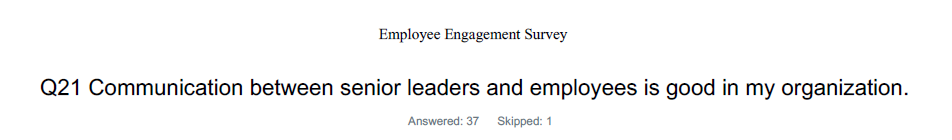 Employee Engagement Survey
Q21 Communication between senior leaders and employees is good in my organization.
Answered: 37 Skipped: 1